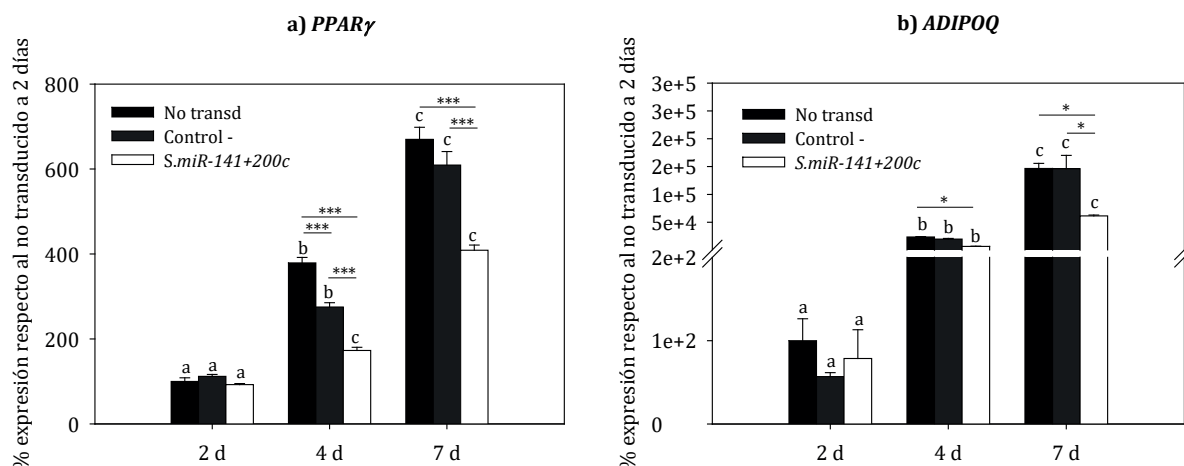 a) PPARγ
% expresión respecto al no transducido a 2 días
800
600
400
200
0
No transd
Control -
S.miR-141+200c
a
a
a
b
b
c
c
c
c
***
***
***
***
***
2 d
4 d
7 d
b) ADIPOQ
% expresión respecto al no transducido a 2 días
3e+5
2e+5
2e+5
1e+5
1e+5
5e+4
2e+2
1e+2
0
No transd
Control -
S.miR-141+200c
a
a
a
b
b
b
c
c
c
*
*
*
2 d
4 d
7 d